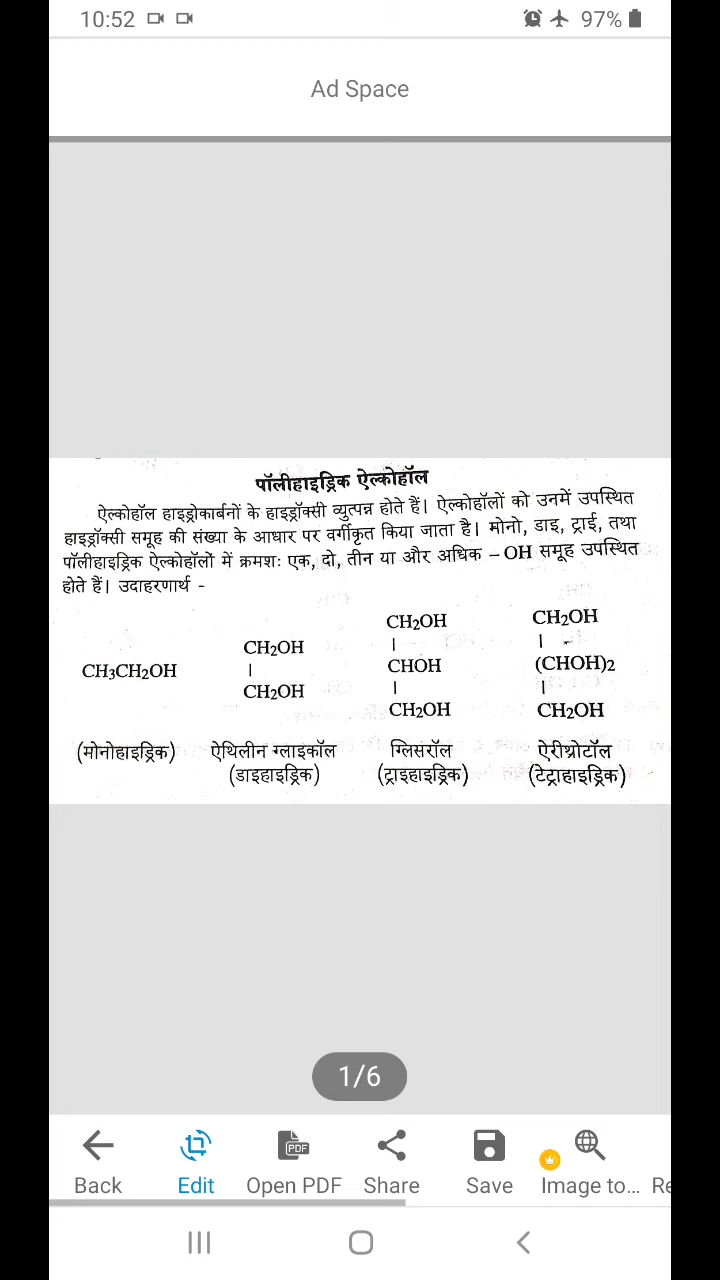 10:52 97%
Ad Space
पॉलीहाइड्रिक ऐल्कोहॉल
ऐल्कोहॉल हाइड्रोकार्बनों के हाइड्रॉक्सी व्युत्पन्न होते हैं। ऐल्कोहॉलों को उनमें उपस्थित
हाइड्रॉक्सी समूह की संख्या के आधार पर वर्गीकृत किया जाता है। मोनो, डाइ, ट्राई, तथा
पॉलीहाइड्रिक ऐल्कोहॉलों में क्रमशः एक, दो, तीन या और अधिक – OH समूह उपस्थित
होते हैं। उदाहरणार्थ -
CH3CH2OH
CH2OH
|
CH2OH
CH2OH
|
CHOH
|
CH2OH
CH2OH
|
(CHOH)2
|
CH2OH
(मोनोहाइड्रिक) ऐथिलीन ग्लाइकॉल ग्लिसरॉल ऐरीथ्रोटॉल
(डाइहाइड्रिक) (ट्राइहाइड्रिक) (टेट्राहाइड्रिक)
1/6
PDF
Back Edit Open PDF Share Save Image to... Re